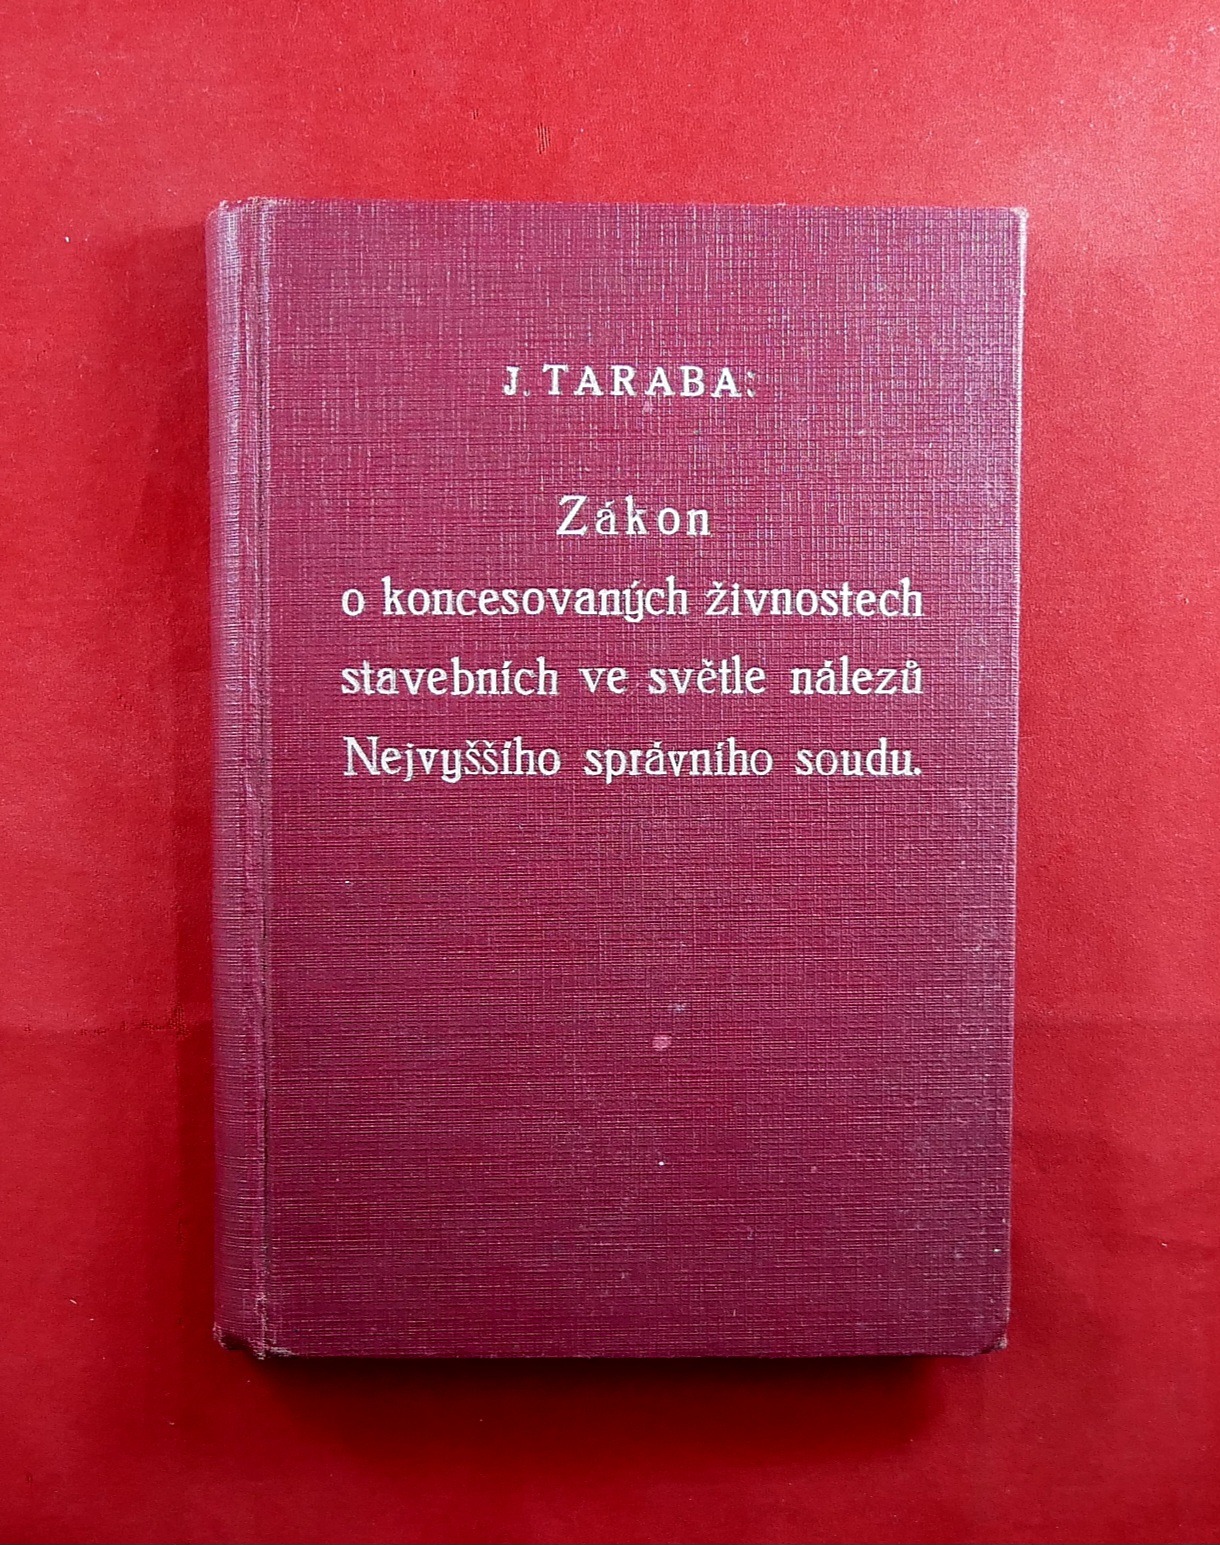 J. TARABA:
Zákon
o koncesovaných živnostech
stavebních ve světle nálezů
Nejvyššího správního soudu.